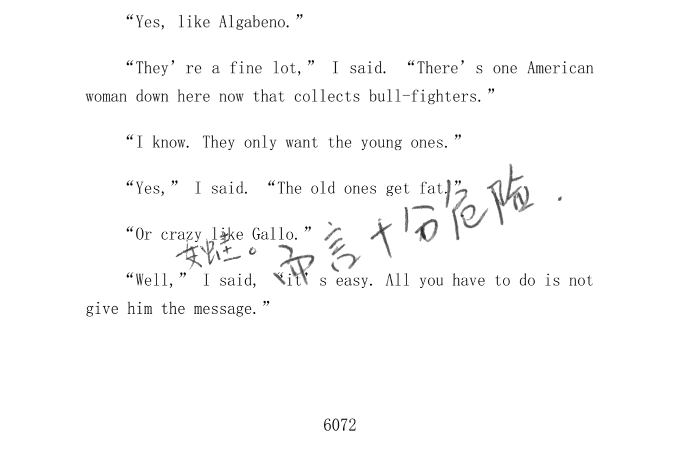 “Yes, like Algabeno.”
“They’re a fine lot,” I said. “There’s one American
woman down here now that collects bull-fighters.”
“I know. They only want the young ones.”
“Yes,” I said. “The old ones get fat.”
“Or crazy like Gallo.”
女娃。而言十分危险.
“Well,” I said, “it’s easy. All you have to do is not
give him the message.”
6072